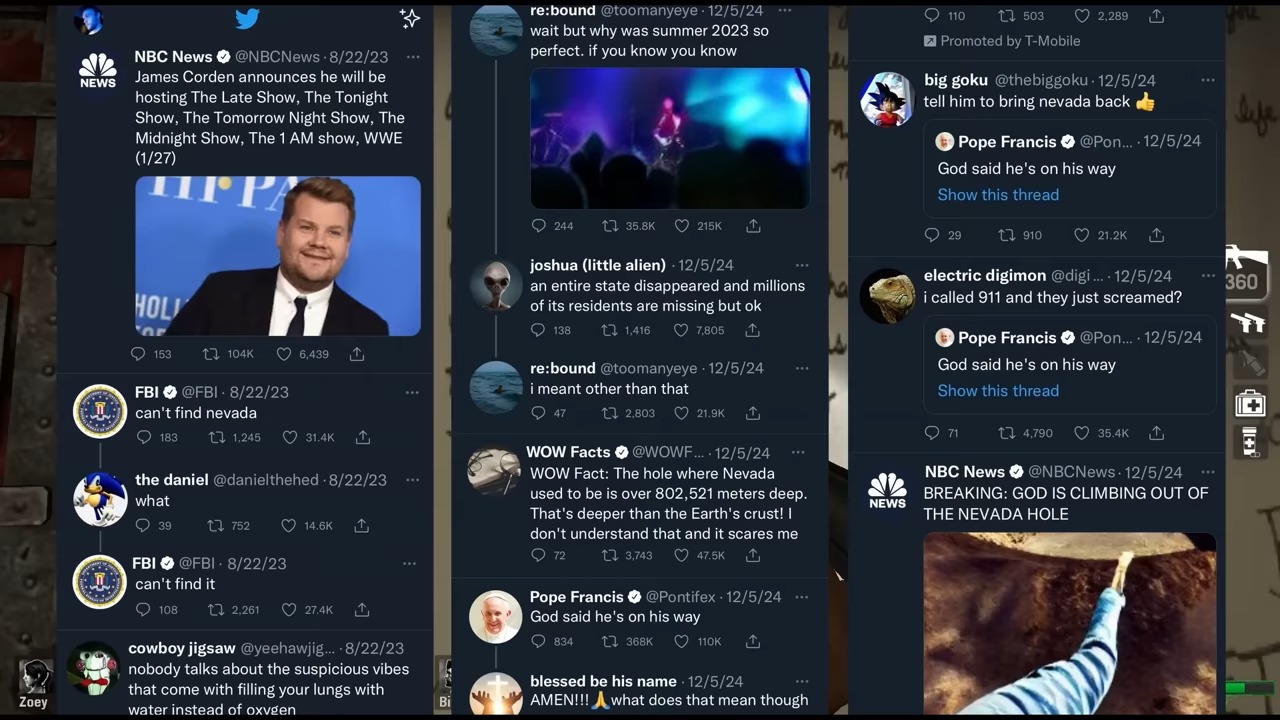 NBC News @NBCNews · 8/22/23
James Corden announces he will be
hosting The Late Show, The Tonight
Show, The Tomorrow Night Show, The
Midnight Show, The 1 AM show, WWE
(1/27)
NEWS
HFPA
HOLL
FOR
153 104K 6,439
FBI @FBI · 8/22/23
can't find nevada
183 1,245 31.4K
the daniel @danielthehed · 8/22/23
what
39 752 14.6K
FBI @FBI · 8/22/23
can't find it
108 2,261 27.4K
cowboy jigsaw @yeehawjig... · 8/22/23
nobody talks about the suspicious vibes
that come with filling your lungs with
water instead of oxygen
Zoey
re:bound @toomanyeye · 12/5/24
wait but why was summer 2023 so
perfect. if you know you know
244 35.8K 215K
joshua (little alien) · 12/5/24
an entire state disappeared and millions
of its residents are missing but ok
138 1,416 7,805
re:bound @toomanyeye · 12/5/24
i meant other than that
47 2,803 21.9K
WOW Facts @WOWF... · 12/5/24
WOW Fact: The hole where Nevada
used to be is over 802,521 meters deep.
That's deeper than the Earth's crust! I
don't understand that and it scares me
72 3,743 47.5K
Pope Francis @Pontifex · 12/5/24
God said he's on his way
834 368K 110K
blessed be his name · 12/5/24
AMEN!!!🙏what does that mean though
Bi
110 503 2,289
Promoted by T-Mobile
big goku @thebiggoku · 12/5/24
tell him to bring nevada back 👍
Pope Francis @Pon... · 12/5/24
God said he's on his way
Show this thread
29 910 21.2K
electric digimon @digi... · 12/5/24
i called 911 and they just screamed?
Pope Francis @Pon... · 12/5/24
God said he's on his way
Show this thread
71 4,790 35.4K
NBC News @NBCNews · 12/5/24
BREAKING: GOD IS CLIMBING OUT OF
THE NEVADA HOLE
NEWS
360
life